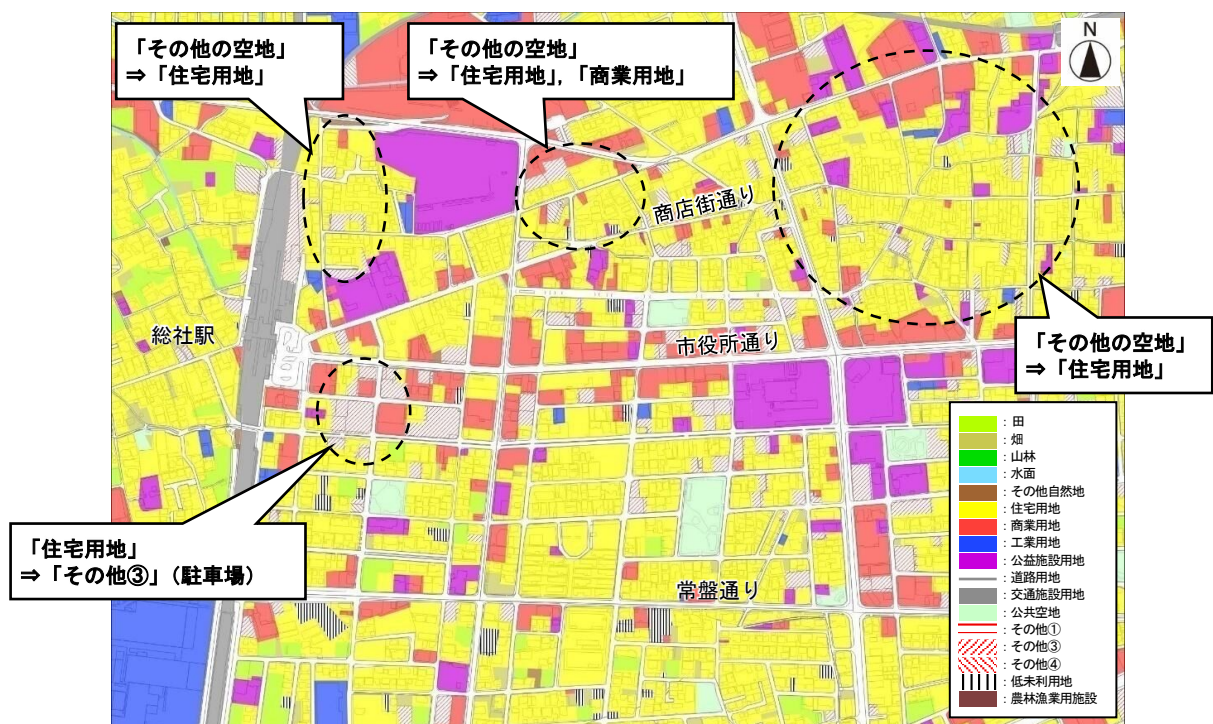 「その他の空地」
⇒「住宅用地」
「その他の空地」
⇒「住宅用地」，「商業用地」
N
商店街通り
総社駅
市役所通り
「その他の空地」
⇒「住宅用地」
「住宅用地」
⇒「その他③」（駐車場）
常盤通り
：田
：畑
：山林
：水面
：その他自然地
：住宅用地
：商業用地
：工業用地
：公益施設用地
：道路用地
：交通施設用地
：公共空地
：その他①
：その他③
：その他④
：低未利用地
：農林漁業用施設